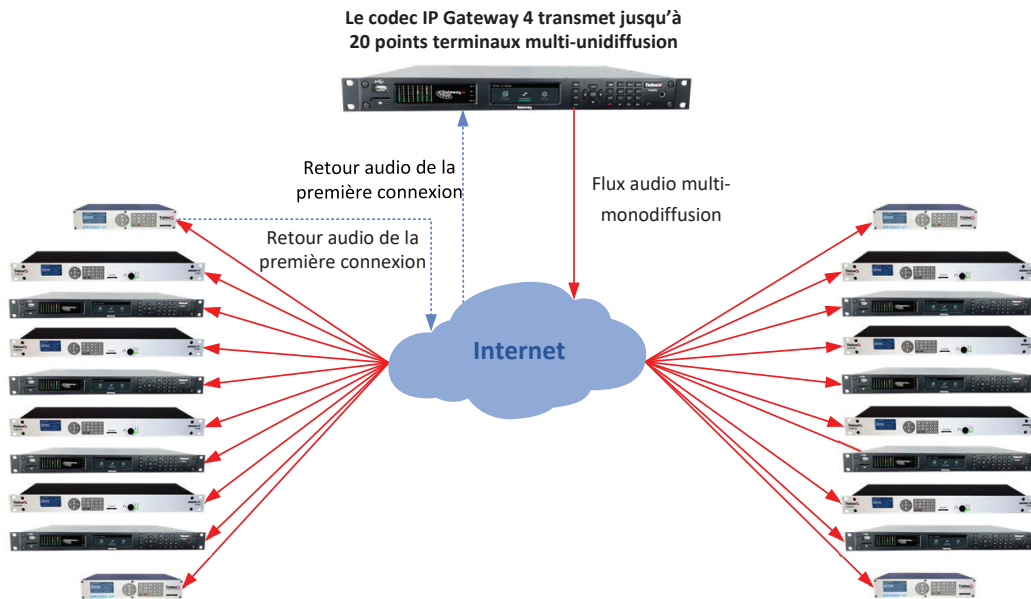 Le codec IP Gateway 4 transmet jusqu'à
20 points terminaux multi-unidiffusion
Retour audio de la
première connexion
Flux audio multi-
monodiffusion
Retour audio de la
première connexion
Internet